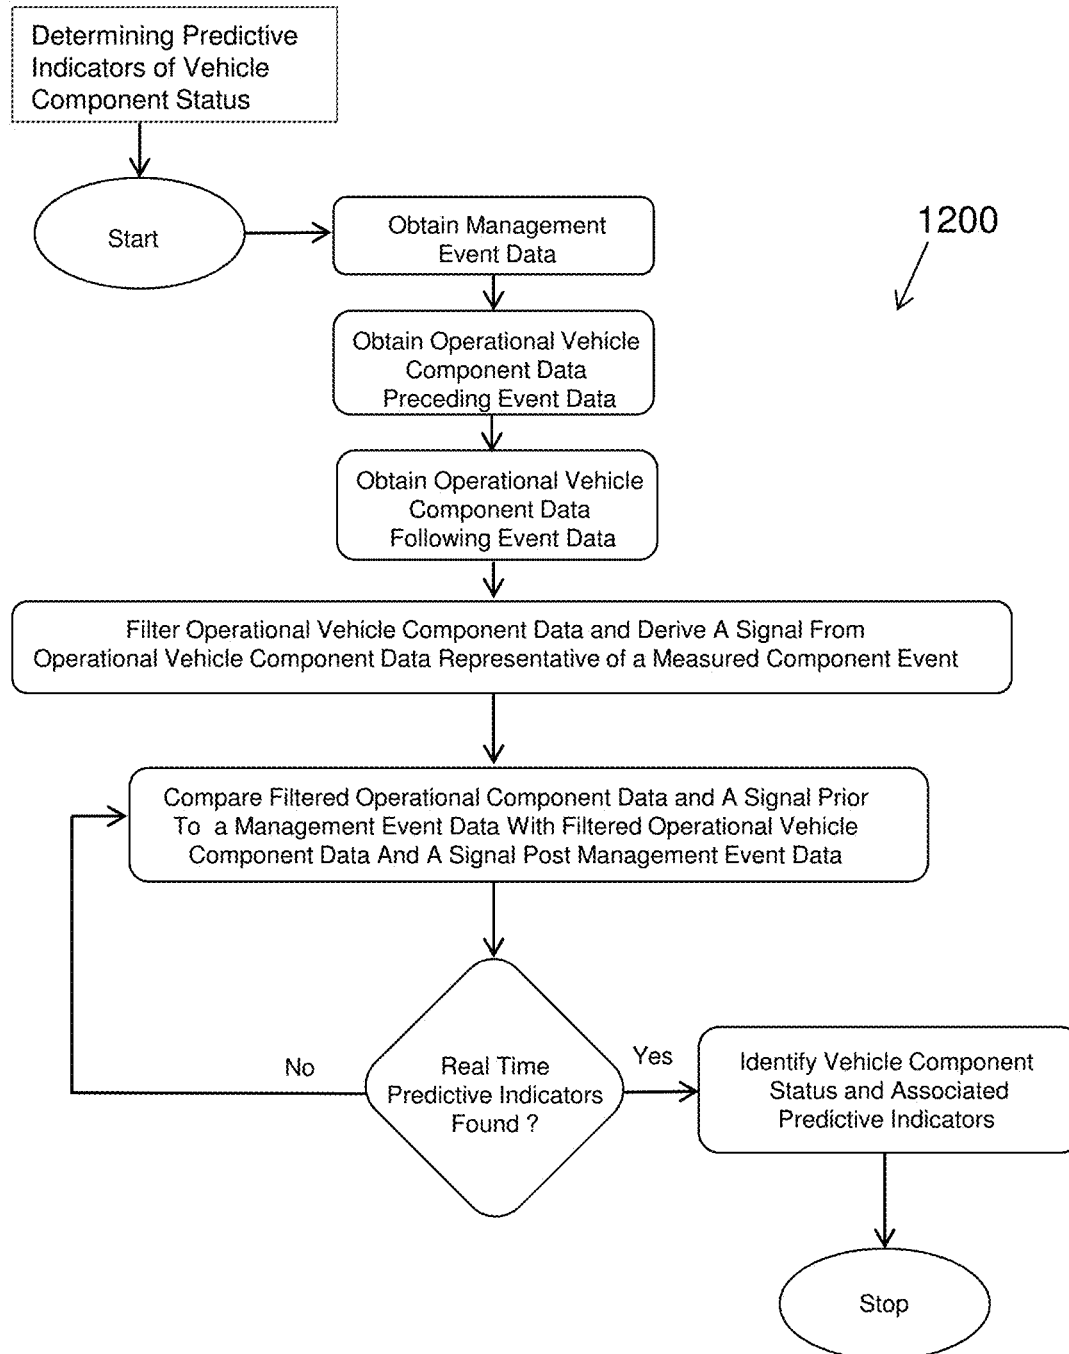 Determining Predictive
Indicators of Vehicle
Component Status
Start
Obtain Management
Event Data
1200
Obtain Operational Vehicle
Component Data
Preceding Event Data
Obtain Operational Vehicle
Component Data
Following Event Data
Filter Operational Vehicle Component Data and Derive A Signal From
Operational Vehicle Component Data Representative of a Measured Component Event
Compare Filtered Operational Component Data and A Signal Prior
To a Management Event Data With Filtered Operational Vehicle
Component Data And A Signal Post Management Event Data
No
Real Time
Predictive Indicators
Found ?
Yes
Identify Vehicle Component
Status and Associated
Predictive Indicators
Stop